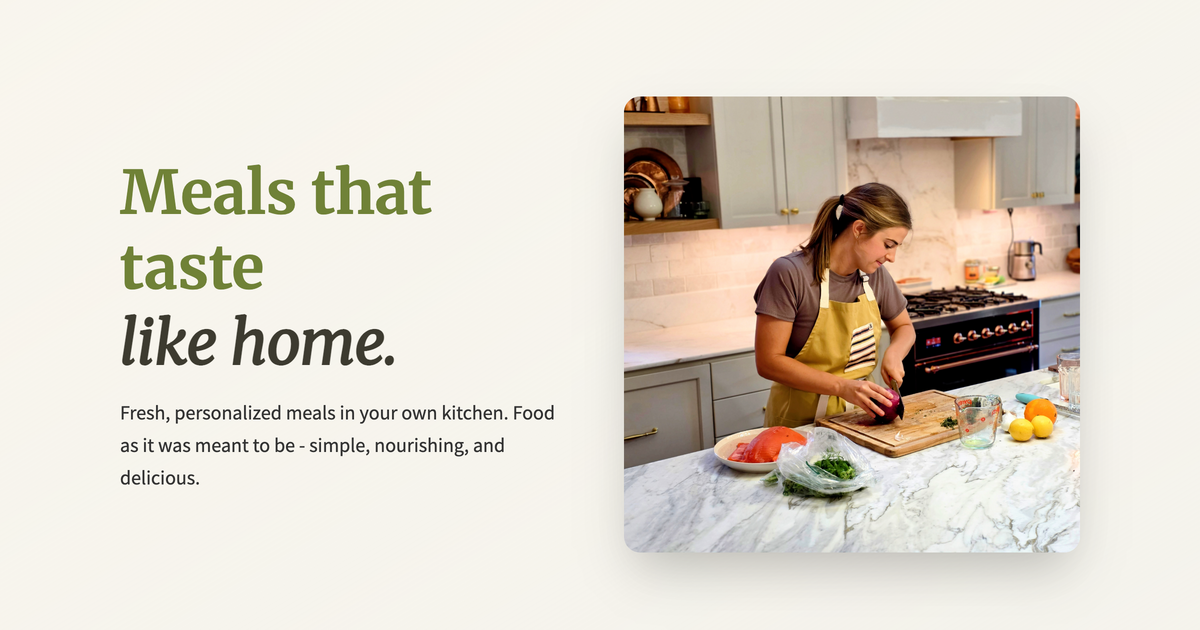 Meals that
taste
like home.
Fresh, personalized meals in your own kitchen. Food
as it was meant to be - simple, nourishing, and
delicious.